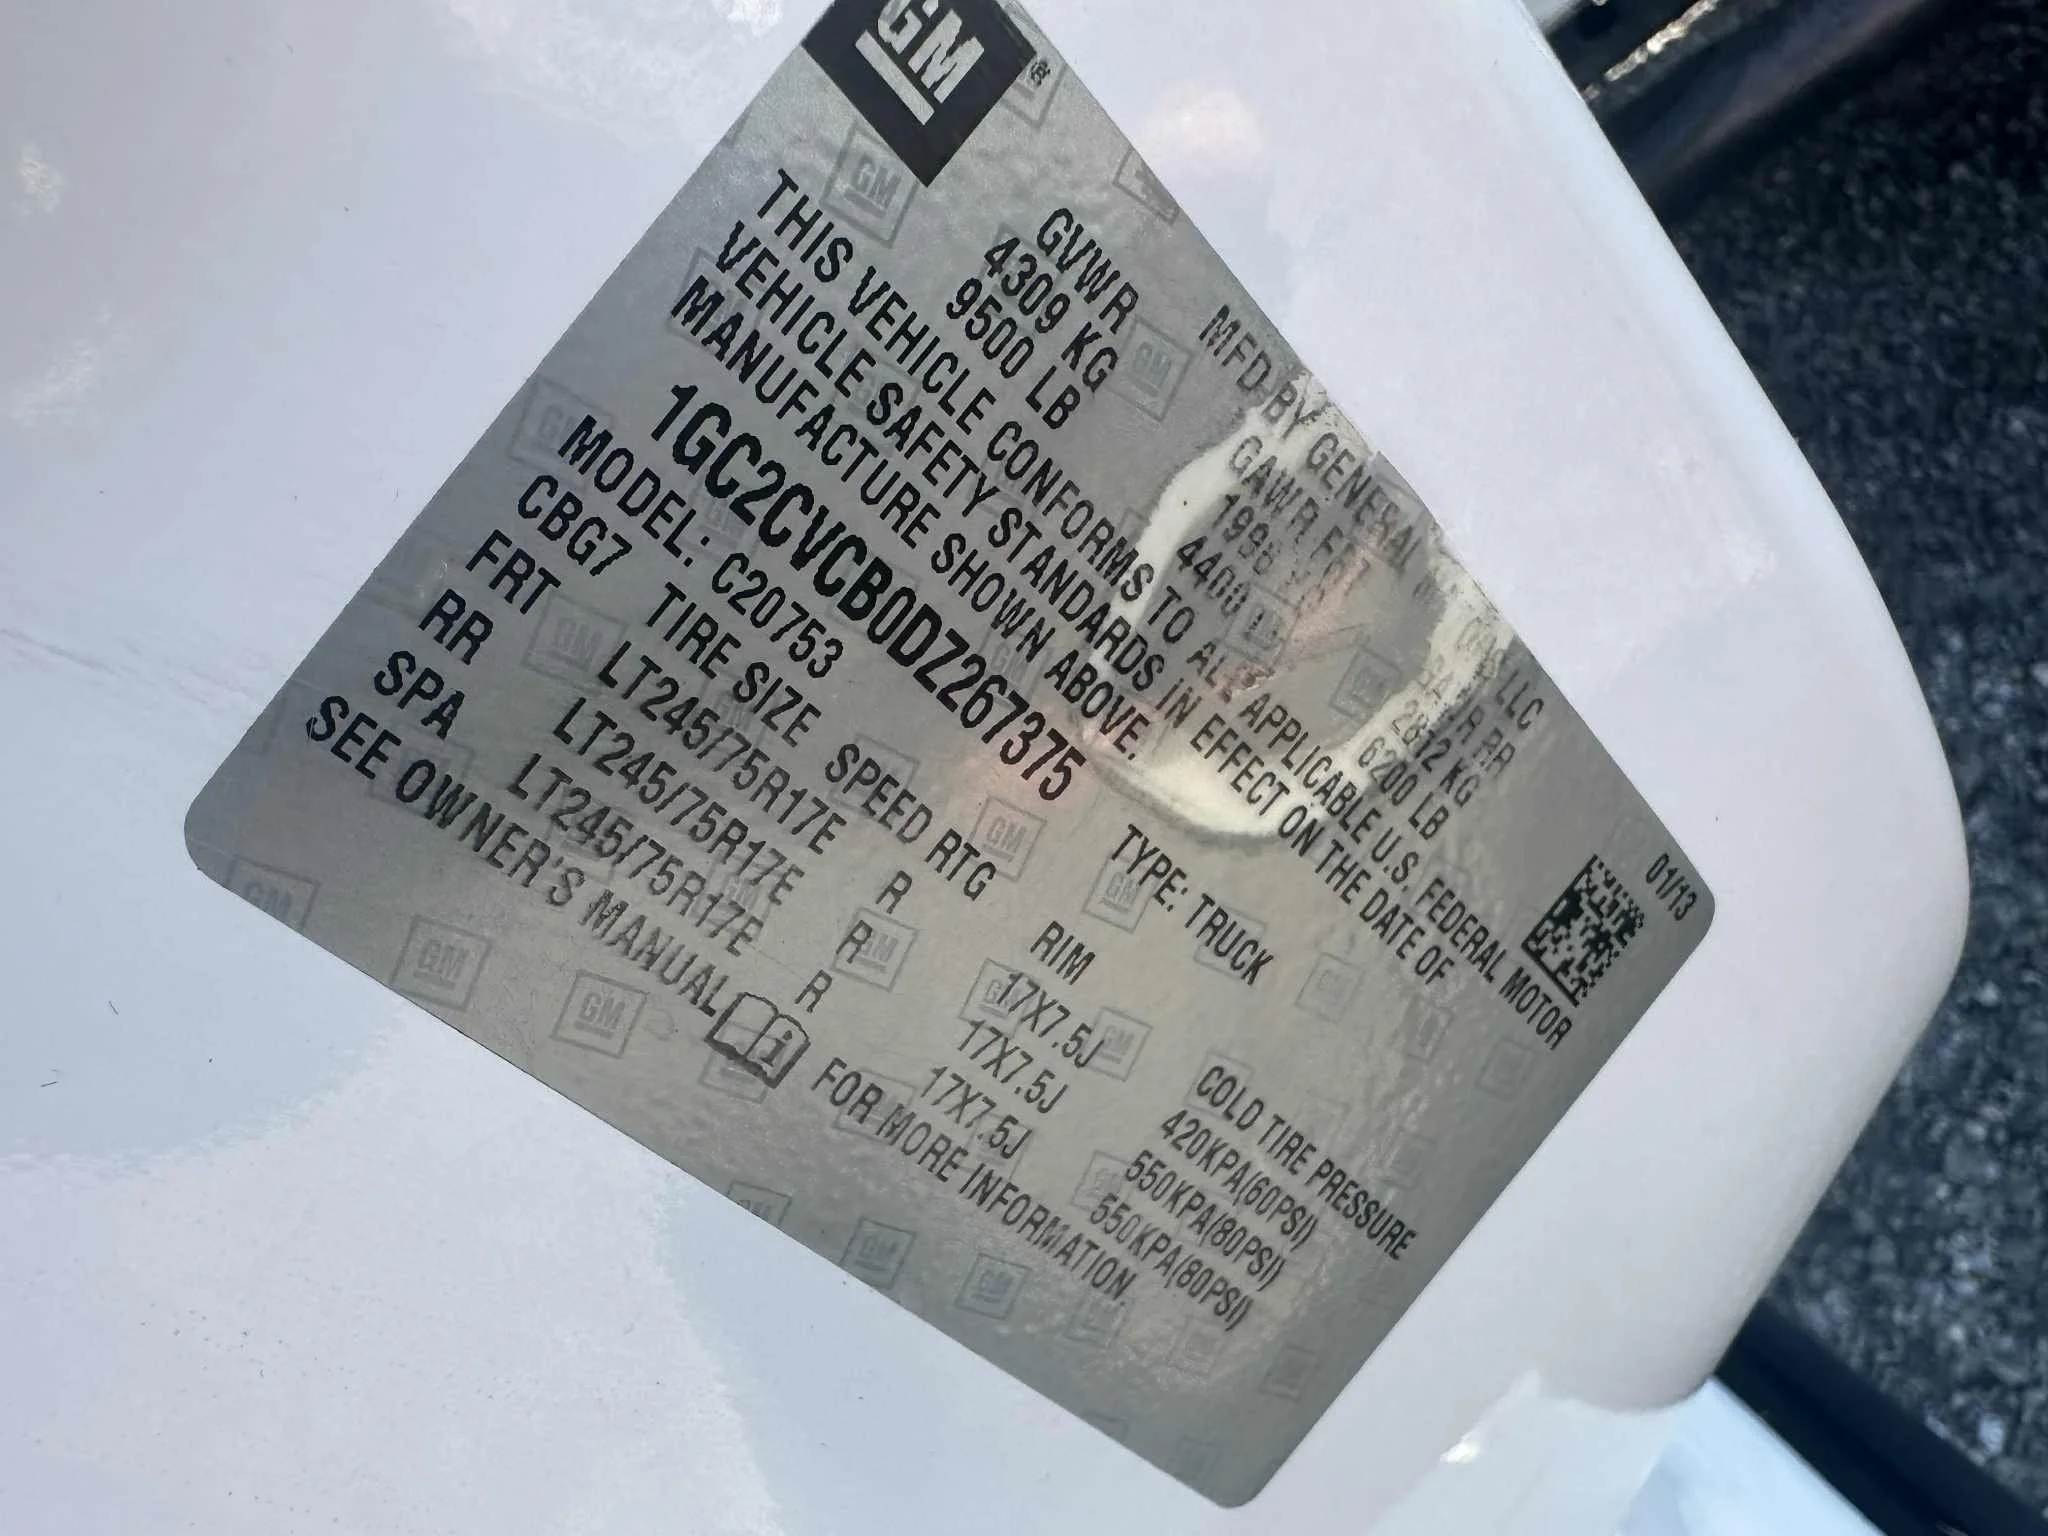 GM
MFD BY GENERAL LLC 01/13
GVWR GAWR FRT GAWR RR
4309 KG 1996 KG 2812 KG
9500 LB 4400 LB 6200 LB
THIS VEHICLE CONFORMS TO ALL APPLICABLE U.S. FEDERAL MOTOR
VEHICLE SAFETY STANDARDS IN EFFECT ON THE DATE OF
MANUFACTURE SHOWN ABOVE.
1GC2CVCB0DZ267375 TYPE: TRUCK
MODEL: C20753
CBG7 TIRE SIZE SPEED RTG RIM COLD TIRE PRESSURE
FRT LT245/75R17E R 17X7.5J 420KPA(60PSI)
RR LT245/75R17E R 17X7.5J 550KPA(80PSI)
SPA LT245/75R17E R 17X7.5J 550KPA(80PSI)
SEE OWNER'S MANUAL FOR MORE INFORMATION.